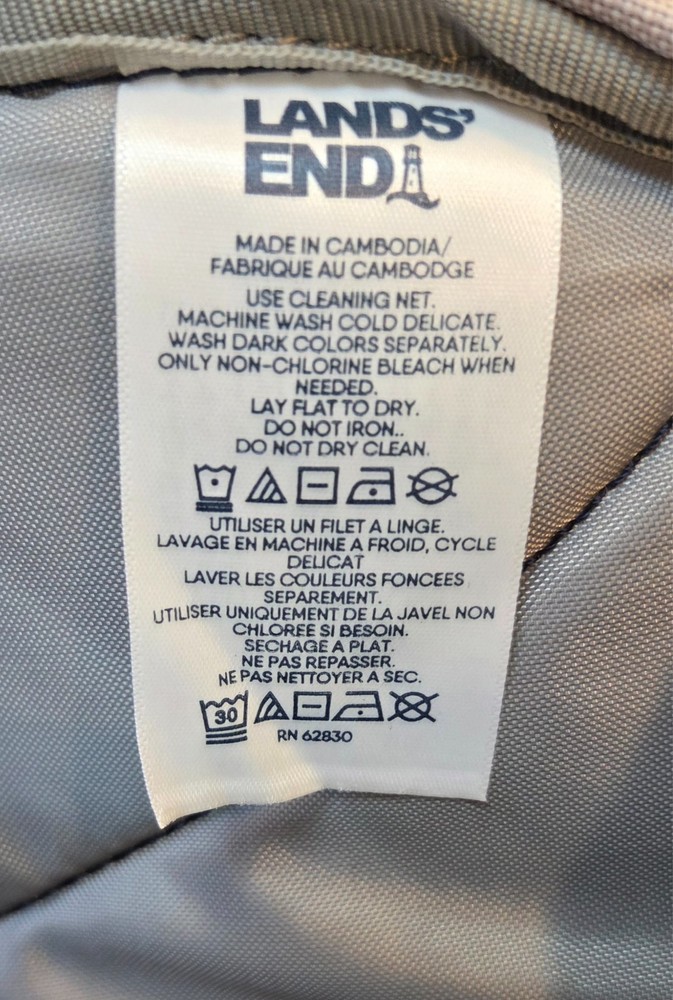 LANDS'
END
MADE IN CAMBODIA/
FABRIQUE AU CAMBODGE
USE CLEANING NET.
MACHINE WASH COLD DELICATE.
WASH DARK COLORS SEPARATELY.
ONLY NON-CHLORINE BLEACH WHEN
NEEDED.
LAY FLAT TO DRY.
DO NOT IRON..
DO NOT DRY CLEAN.
UTILISER UN FILET A LINGE.
LAVAGE EN MACHINE A FROID, CYCLE
DELICAT
LAVER LES COULEURS FONCEES
SEPAREMENT.
UTILISER UNIQUEMENT DE LA JAVEL NON
CHLOREE SI BESOIN.
SECHAGE A PLAT.
NE PAS REPASSER.
NE PAS NETTOYER A SEC.
30
RN 62830